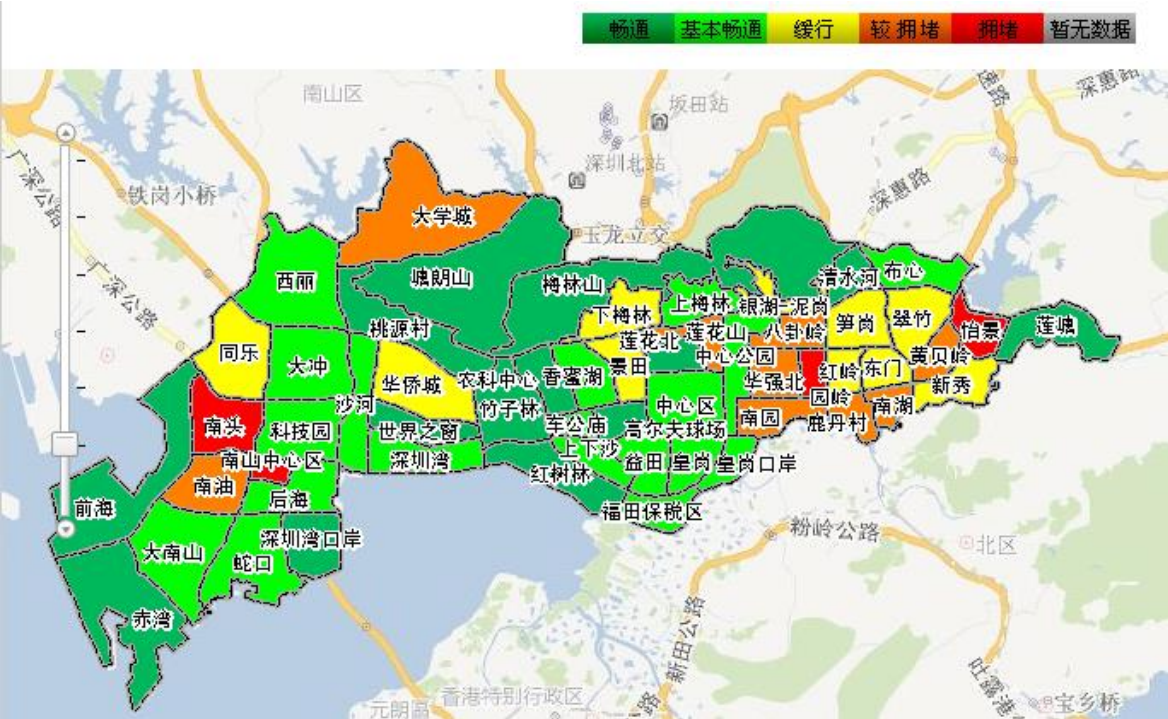 畅通 基本畅通 缓行 较拥堵 拥堵 暂无数据
南山区
坂田站
深惠路
速路
深圳北站
广深公路
铁岗小桥
深惠路
大学城
玉龙立交
广深公路
西丽
塘朗山
梅林山
清水河
布心
上梅林
银湖
泥岗
下梅林
桃源村
莲花北
莲花山
八卦岭
笋岗
翠竹
怡景
莲塘
同乐
中心公园
黄贝岭
大冲
华侨城
农科中心
香蜜湖
景田
华强北
红岭
东门
新秀
沙河
竹子林
中心区
园岭
南湖
南头
科技园
世界之窗
车公庙
高尔夫球场
南园
鹿丹村
南山中心区
深圳湾
上下沙
益田
皇岗
皇岗口岸
红树林
南油
后海
前海
福田保税区
深圳湾口岸
粉岭公路
北区
大南山
蛇口
赤湾
新田公路
吐露港
香港特别行政区
元朗區
路
宝乡桥